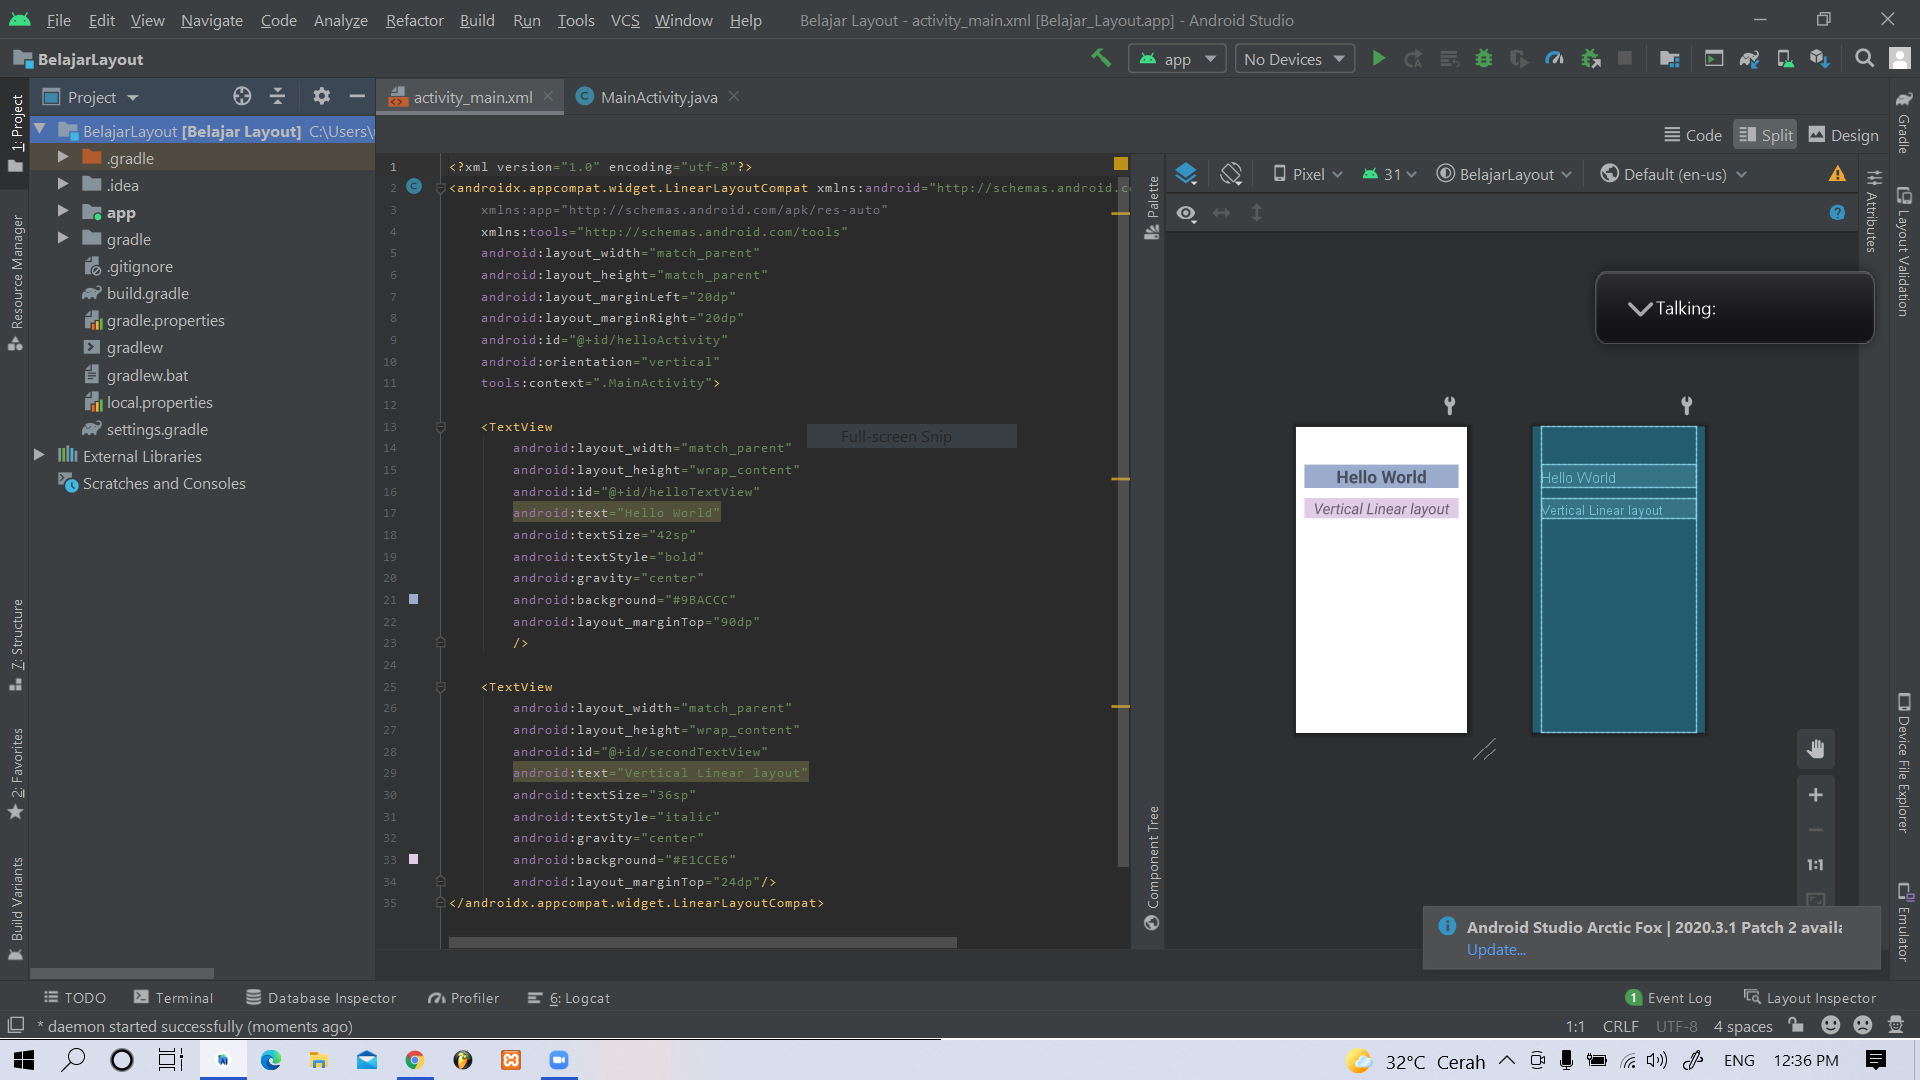 File Edit View Navigate Code Analyze Refactor Build Run Tools VCS Window Help Belajar Layout - activity_main.xml [Belajar_Layout.app] - Android Studio
BelajarLayout
app
No Devices
Project
activity_main.xml
MainActivity.java
Code Split Design
1: Project
Resource Manager
7: Structure
2: Favorites
Build Variants
BelajarLayout [Belajar Layout] C:\Users\
.gradle
.idea
app
gradle
.gitignore
build.gradle
gradle.properties
gradlew
gradlew.bat
local.properties
settings.gradle
External Libraries
Scratches and Consoles
1 <?xml version="1.0" encoding="utf-8"?>
2 <androidx.appcompat.widget.LinearLayoutCompat xmlns:android="http://schemas.android.c
3 xmlns:app="http://schemas.android.com/apk/res-auto"
4 xmlns:tools="http://schemas.android.com/tools"
5 android:layout_width="match_parent"
6 android:layout_height="match_parent"
7 android:layout_marginLeft="20dp"
8 android:layout_marginRight="20dp"
9 android:id="@+id/helloActivity"
10 android:orientation="vertical"
11 tools:context=".MainActivity">
12
13 <TextView
14 android:layout_width="match_parent"
15 android:layout_height="wrap_content"
16 android:id="@+id/helloTextView"
17 android:text="Hello World"
18 android:textSize="42sp"
19 android:textStyle="bold"
20 android:gravity="center"
21 android:background="#9BACCC"
22 android:layout_marginTop="90dp"
23 />
24
25 <TextView
26 android:layout_width="match_parent"
27 android:layout_height="wrap_content"
28 android:id="@+id/secondTextView"
29 android:text="Vertical Linear layout"
30 android:textSize="36sp"
31 android:textStyle="italic"
32 android:gravity="center"
33 android:background="#E1CCE6"
34 android:layout_marginTop="24dp"/>
35 </androidx.appcompat.widget.LinearLayoutCompat>
Full-screen Snip
Palette
Component Tree
Pixel 31 BelajarLayout Default (en-us)
Talking:
Hello World
Vertical Linear layout
Hello World
Vertical Linear layout
1:1
Attributes
Gradle
Layout Validation
Device File Explorer
Emulator
Android Studio Arctic Fox | 2020.3.1 Patch 2 availa
Update...
TODO Terminal Database Inspector Profiler 6: Logcat
1 Event Log Layout Inspector
* daemon started successfully (moments ago)
1:1 CRLF UTF-8 4 spaces
32°C Cerah ENG 12:36 PM